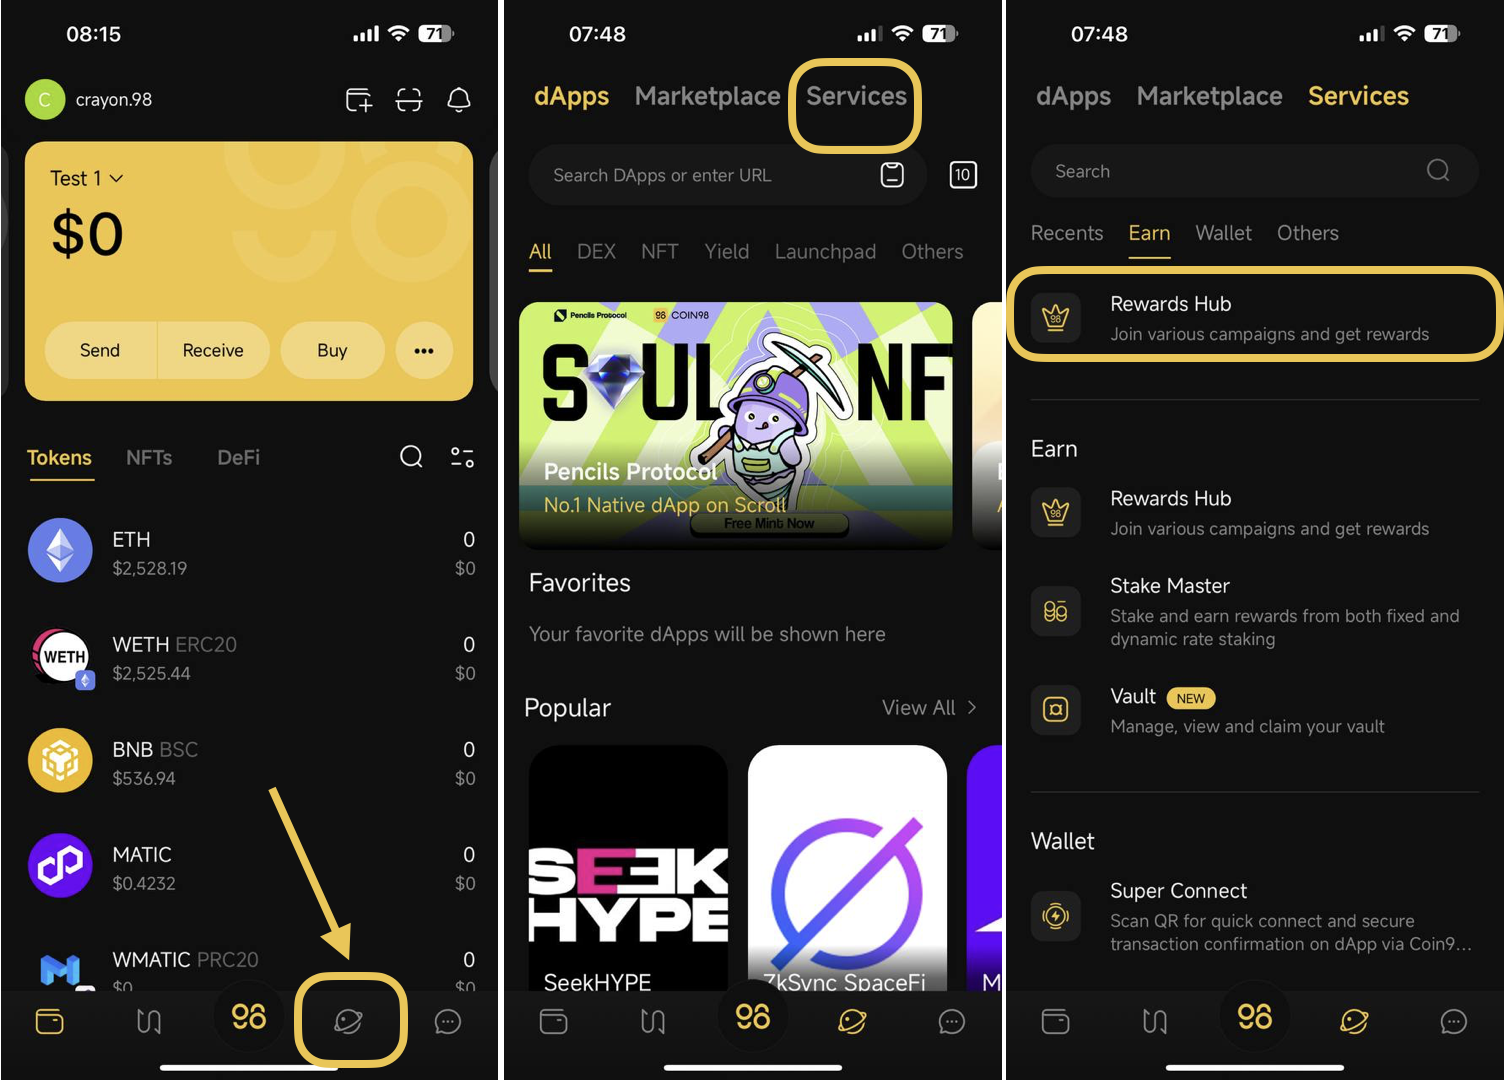 08:15
71
C
crayon.98
Test 1
$0
Send
Receive
Buy
Tokens
NFTs
DeFi
ETH
0
$2,528.19
$0
WETH
WETH ERC20
0
$2,525.44
$0
BNB BSC
0
$536.94
$0
MATIC
0
$0.4232
$0
WMATIC PRC20
0
$0
$0
98
07:48
71
dApps
Marketplace
Services
Search DApps or enter URL
10
All
DEX
NFT
Yield
Launchpad
Others
Pencils Protocol
98 COIN98
SOUL NF
Pencils Protocol
No.1 Native dApp on Scroll
Free Mint Now
Favorites
Your favorite dApps will be shown here
Popular
View All
SEEK
HYPE
SeekHYPE
ZkSync SpaceFi
M
98
07:48
71
dApps
Marketplace
Services
Search
Recents
Earn
Wallet
Others
98
Rewards Hub
Join various campaigns and get rewards
Earn
98
Rewards Hub
Join various campaigns and get rewards
Stake Master
Stake and earn rewards from both fixed and
dynamic rate staking
Vault NEW
Manage, view and claim your vault
Wallet
Super Connect
Scan QR for quick connect and secure
transaction confirmation on dApp via Coin9...
98